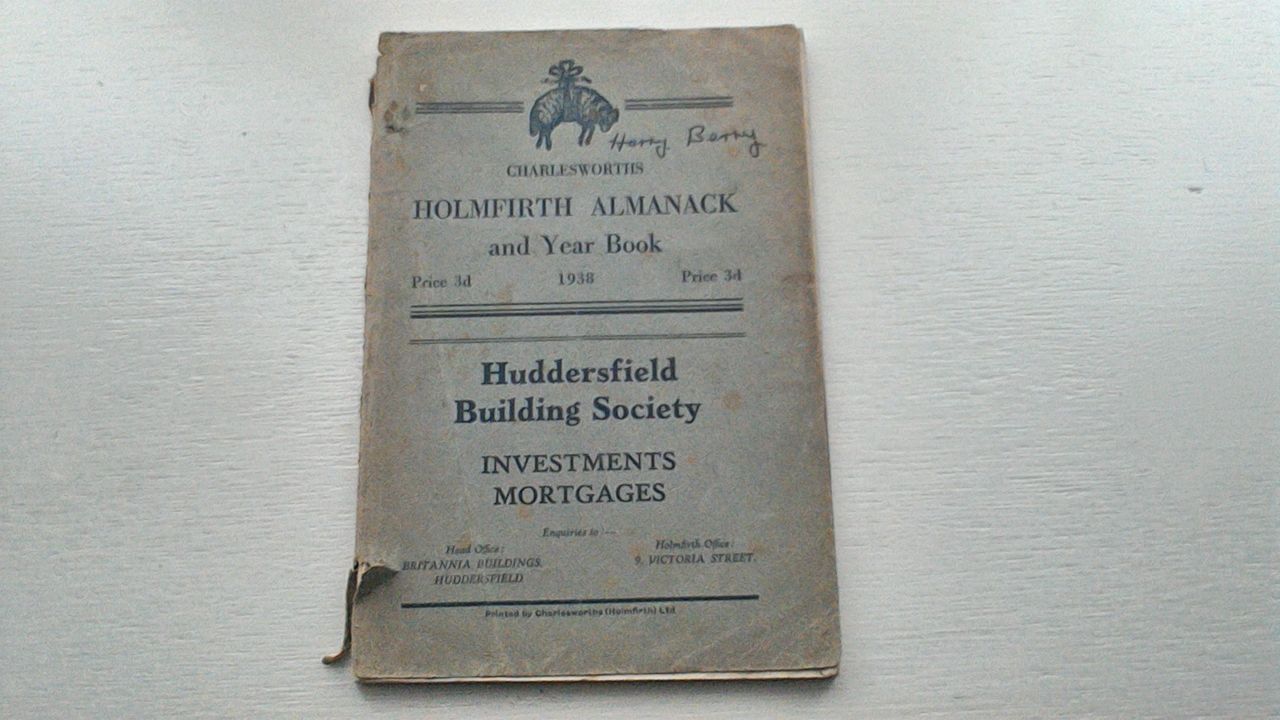 Harry Berry
CHARLESWORTHS
HOLMFIRTH ALMANACK
and Year Book
Price 3d 1938 Price 3d
Huddersfield
Building Society
INVESTMENTS
MORTGAGES
Enquiries to :—
Head Office :
BRITANNIA BUILDINGS,
HUDDERSFIELD
Holmfirth Office :
9, VICTORIA STREET.
Printed by Charlesworths (Holmfirth) Ltd